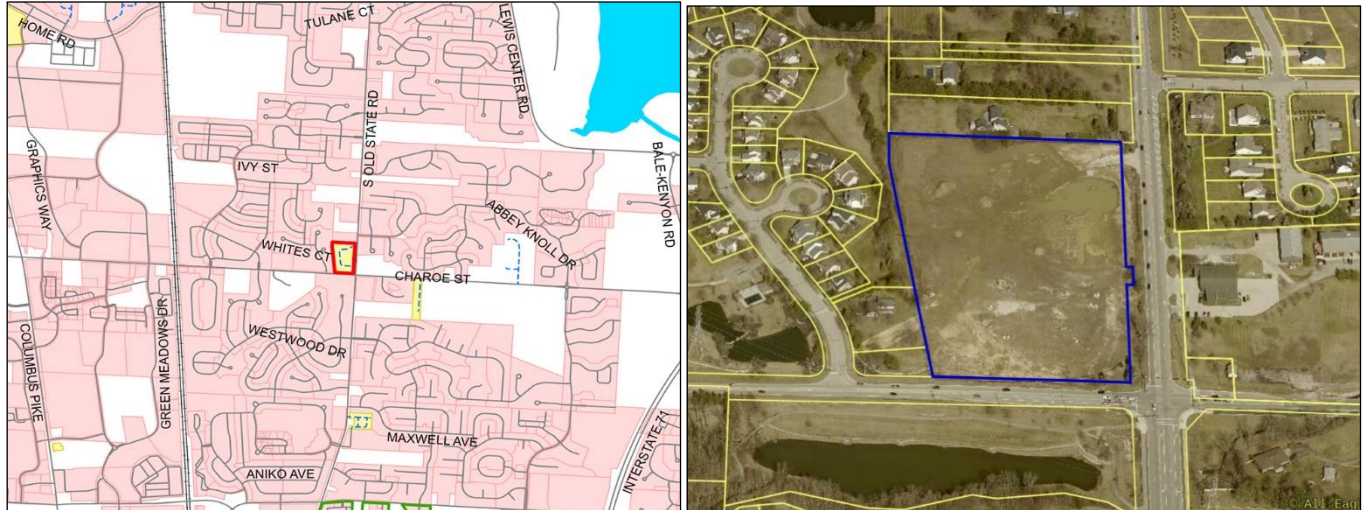 HOME RD
TULANE CT
LEWIS CENTER RD
S OLD STATE RD
GRAPHICS WAY
IVY ST
BALE-KENYON RD
ABBEY KNOLL DR
WHITES CT
CHAROE ST
GREEN MEADOWS DR
COLUMBUS PIKE
WESTWOOD DR
INTERSTATE 71
MAXWELL AVE
ANIKO AVE